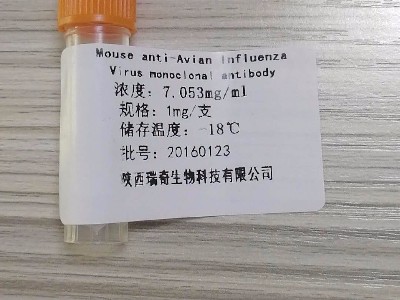 Mouse anti-Avian Influenza
Virus monoclonal antibody
浓度：7.053mg/ml
规格：1mg/支
储存温度：-18℃
批号：20160123
陕西瑞奇生物科技有限公司